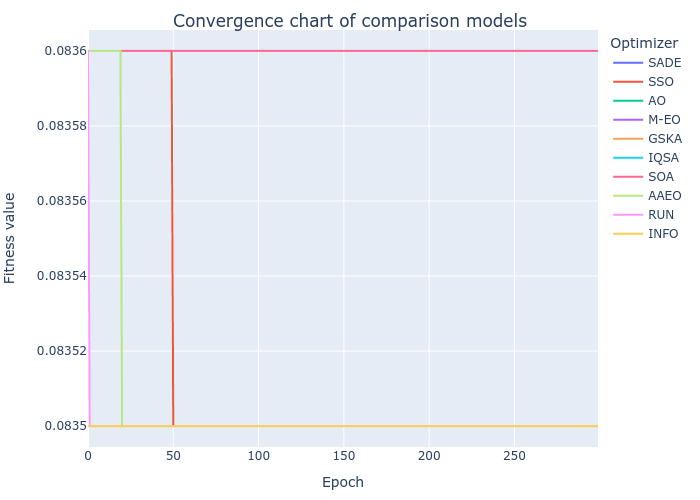 Convergence chart of comparison models
Optimizer
SADE
SSO
AO
M-EO
GSKA
IQSA
SOA
AAEO
RUN
INFO
Fitness value
0.0836
0.08358
0.08356
0.08354
0.08352
0.0835
0
50
100
150
200
250
Epoch